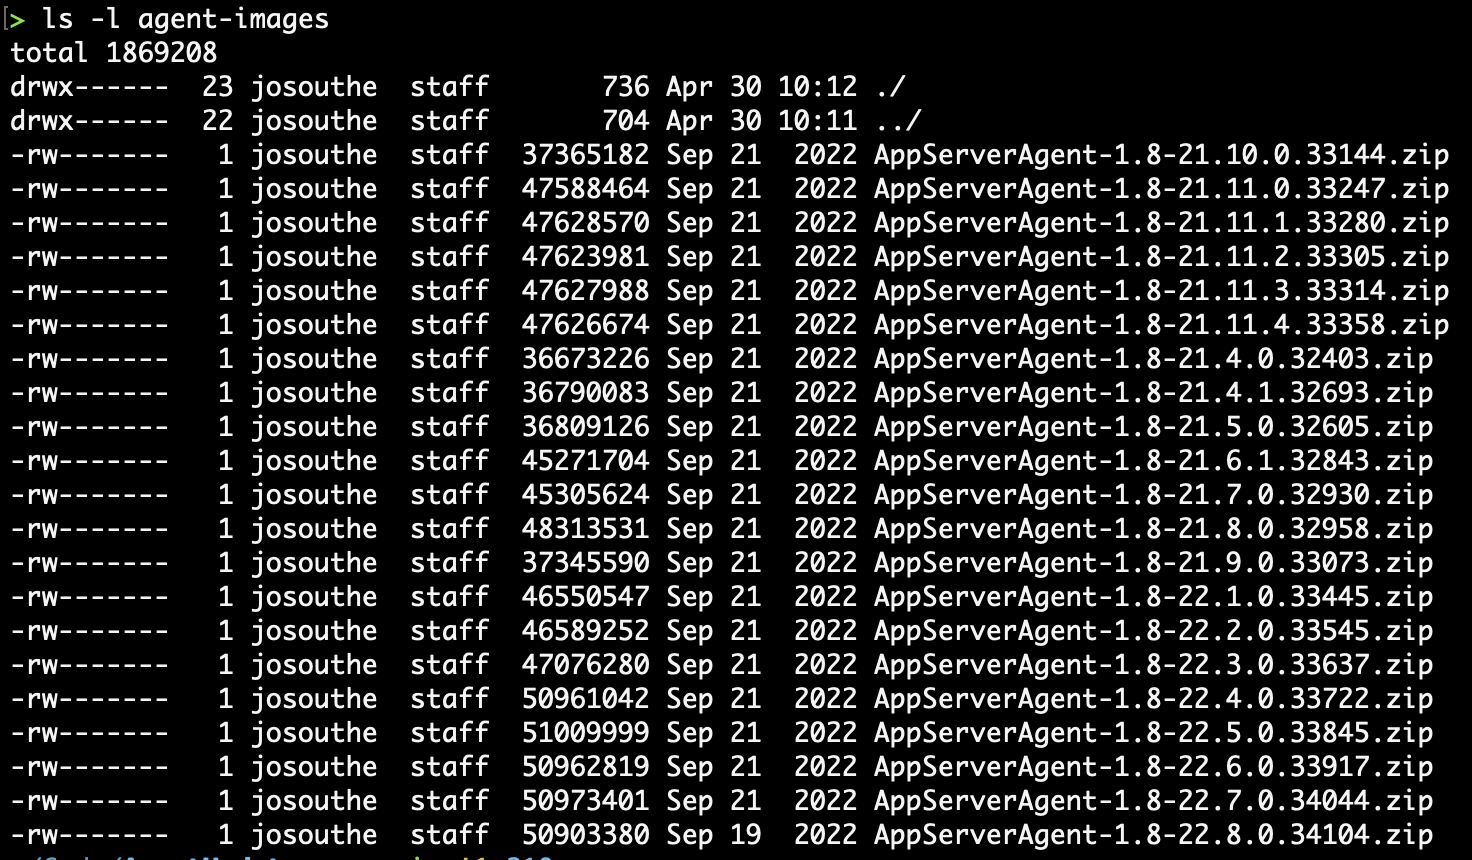 > ls -l agent-images
total 1869208
drwx------  23 josouthe  staff       736 Apr 30 10:12 ./
drwx------  22 josouthe  staff       704 Apr 30 10:11 ../
-rw-------   1 josouthe  staff  37365182 Sep 21  2022 AppServerAgent-1.8-21.10.0.33144.zip
-rw-------   1 josouthe  staff  47588464 Sep 21  2022 AppServerAgent-1.8-21.11.0.33247.zip
-rw-------   1 josouthe  staff  47628570 Sep 21  2022 AppServerAgent-1.8-21.11.1.33280.zip
-rw-------   1 josouthe  staff  47623981 Sep 21  2022 AppServerAgent-1.8-21.11.2.33305.zip
-rw-------   1 josouthe  staff  47627988 Sep 21  2022 AppServerAgent-1.8-21.11.3.33314.zip
-rw-------   1 josouthe  staff  47626674 Sep 21  2022 AppServerAgent-1.8-21.11.4.33358.zip
-rw-------   1 josouthe  staff  36673226 Sep 21  2022 AppServerAgent-1.8-21.4.0.32403.zip
-rw-------   1 josouthe  staff  36790083 Sep 21  2022 AppServerAgent-1.8-21.4.1.32693.zip
-rw-------   1 josouthe  staff  36809126 Sep 21  2022 AppServerAgent-1.8-21.5.0.32605.zip
-rw-------   1 josouthe  staff  45271704 Sep 21  2022 AppServerAgent-1.8-21.6.1.32843.zip
-rw-------   1 josouthe  staff  45305624 Sep 21  2022 AppServerAgent-1.8-21.7.0.32930.zip
-rw-------   1 josouthe  staff  48313531 Sep 21  2022 AppServerAgent-1.8-21.8.0.32958.zip
-rw-------   1 josouthe  staff  37345590 Sep 21  2022 AppServerAgent-1.8-21.9.0.33073.zip
-rw-------   1 josouthe  staff  46550547 Sep 21  2022 AppServerAgent-1.8-22.1.0.33445.zip
-rw-------   1 josouthe  staff  46589252 Sep 21  2022 AppServerAgent-1.8-22.2.0.33545.zip
-rw-------   1 josouthe  staff  47076280 Sep 21  2022 AppServerAgent-1.8-22.3.0.33637.zip
-rw-------   1 josouthe  staff  50961042 Sep 21  2022 AppServerAgent-1.8-22.4.0.33722.zip
-rw-------   1 josouthe  staff  51009999 Sep 21  2022 AppServerAgent-1.8-22.5.0.33845.zip
-rw-------   1 josouthe  staff  50962819 Sep 21  2022 AppServerAgent-1.8-22.6.0.33917.zip
-rw-------   1 josouthe  staff  50973401 Sep 21  2022 AppServerAgent-1.8-22.7.0.34044.zip
-rw-------   1 josouthe  staff  50903380 Sep 19  2022 AppServerAgent-1.8-22.8.0.34104.zip